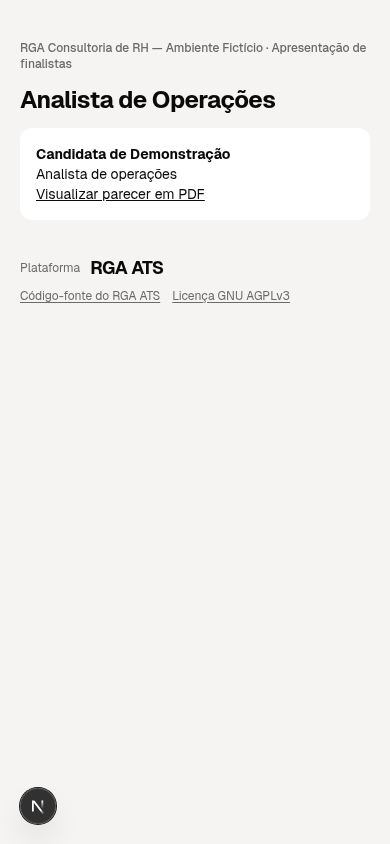 RGA Consultoria de RH — Ambiente Fictício · Apresentação de
finalistas
Analista de Operações
Candidata de Demonstração
Analista de operações
Visualizar parecer em PDF
Plataforma RGA ATS
Código-fonte do RGA ATS Licença GNU AGPLv3
N